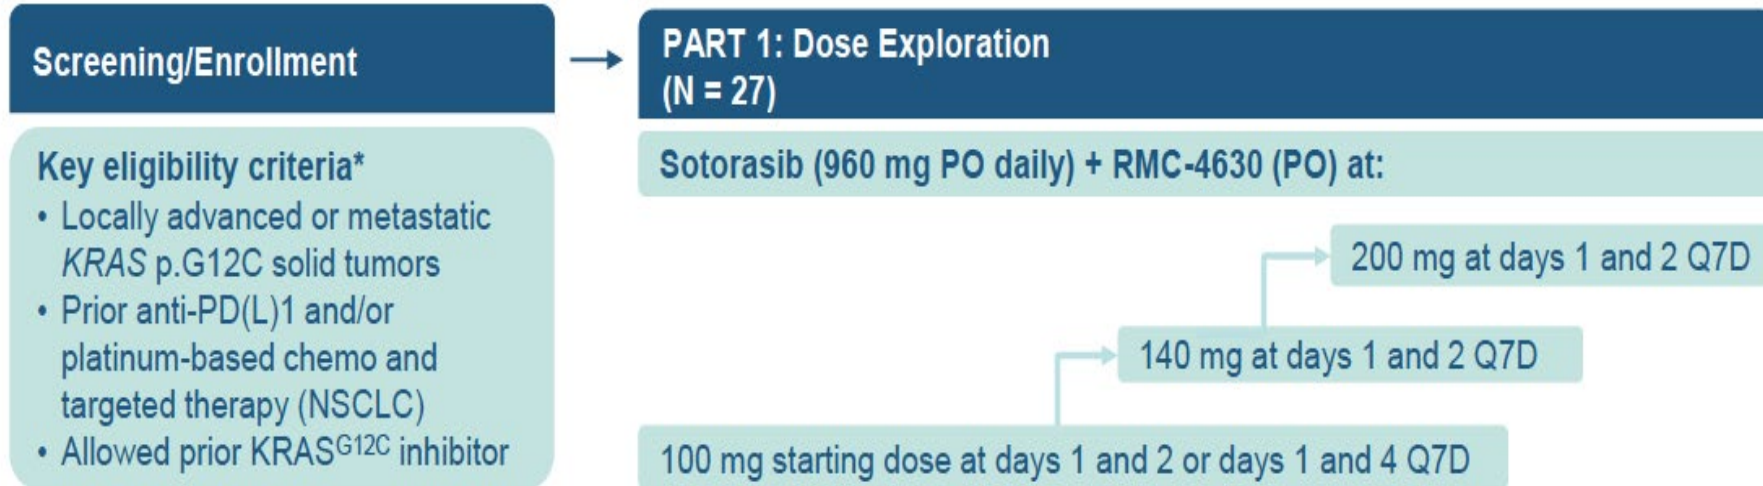 Screening/Enrollment
Key eligibility criteria*
• Locally advanced or metastatic
KRAS p.G12C solid tumors
• Prior anti-PD(L)1 and/or
platinum-based chemo and
targeted therapy (NSCLC)
• Allowed prior KRASG12C inhibitor
PART 1: Dose Exploration
(N = 27)
Sotorasib (960 mg PO daily) + RMC-4630 (PO) at:
200 mg at days 1 and 2 Q7D
140 mg at days 1 and 2 Q7D
100 mg starting dose at days 1 and 2 or days 1 and 4 Q7D